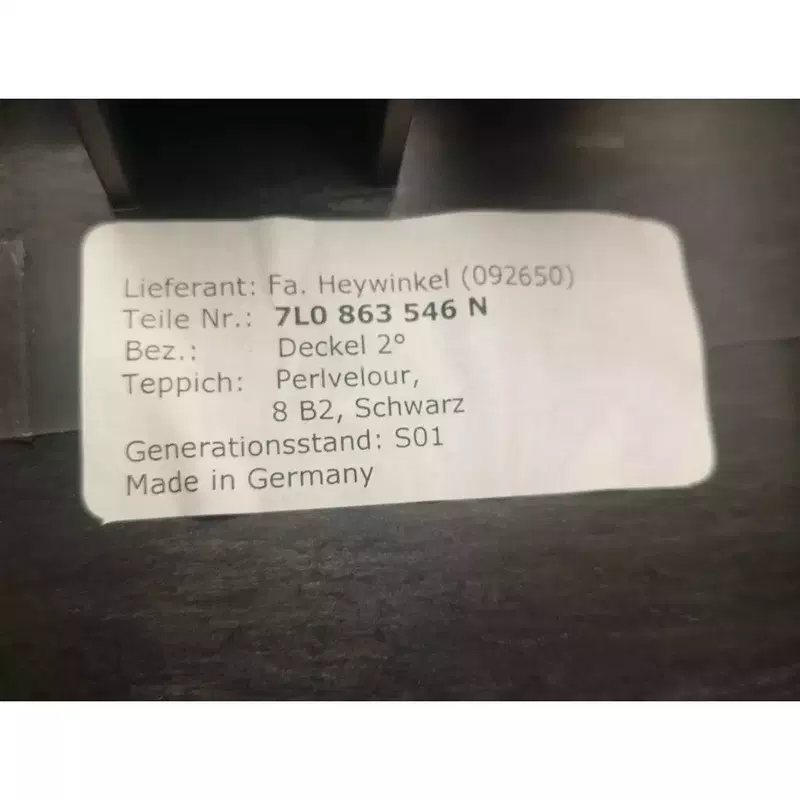 Lieferant: Fa. Heywinkel (092650)
Teile Nr.: 7L0 863 546 N
Bez.: Deckel 2°
Teppich: Perlvelour,
8 B2, Schwarz
Generationsstand: S01
Made in Germany